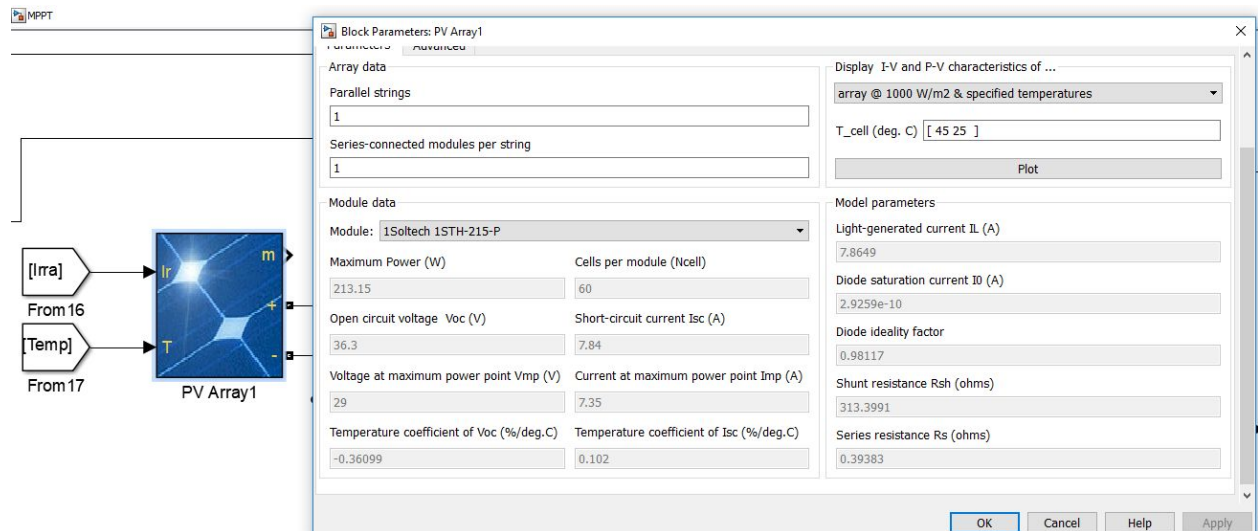 MPPT
Block Parameters: PV Array1
Parameters Advanced
Array data
Parallel strings
1
Series-connected modules per string
1
Display I-V and P-V characteristics of ...
array @ 1000 W/m2 & specified temperatures
T_cell (deg. C) [ 45 25 ]
Plot
Module data
Module: 1Soltech 1STH-215-P
Maximum Power (W) Cells per module (Ncell)
213.15 60
Open circuit voltage Voc (V) Short-circuit current Isc (A)
36.3 7.84
Voltage at maximum power point Vmp (V) Current at maximum power point Imp (A)
29 7.35
Temperature coefficient of Voc (%/deg.C) Temperature coefficient of Isc (%/deg.C)
-0.36099 0.102
Model parameters
Light-generated current IL (A)
7.8649
Diode saturation current I0 (A)
2.9259e-10
Diode ideality factor
0.98117
Shunt resistance Rsh (ohms)
313.3991
Series resistance Rs (ohms)
0.39383
OK Cancel Help Apply
[Irra]
From16
[Temp]
From17
Ir
T
m
+
-
PV Array1